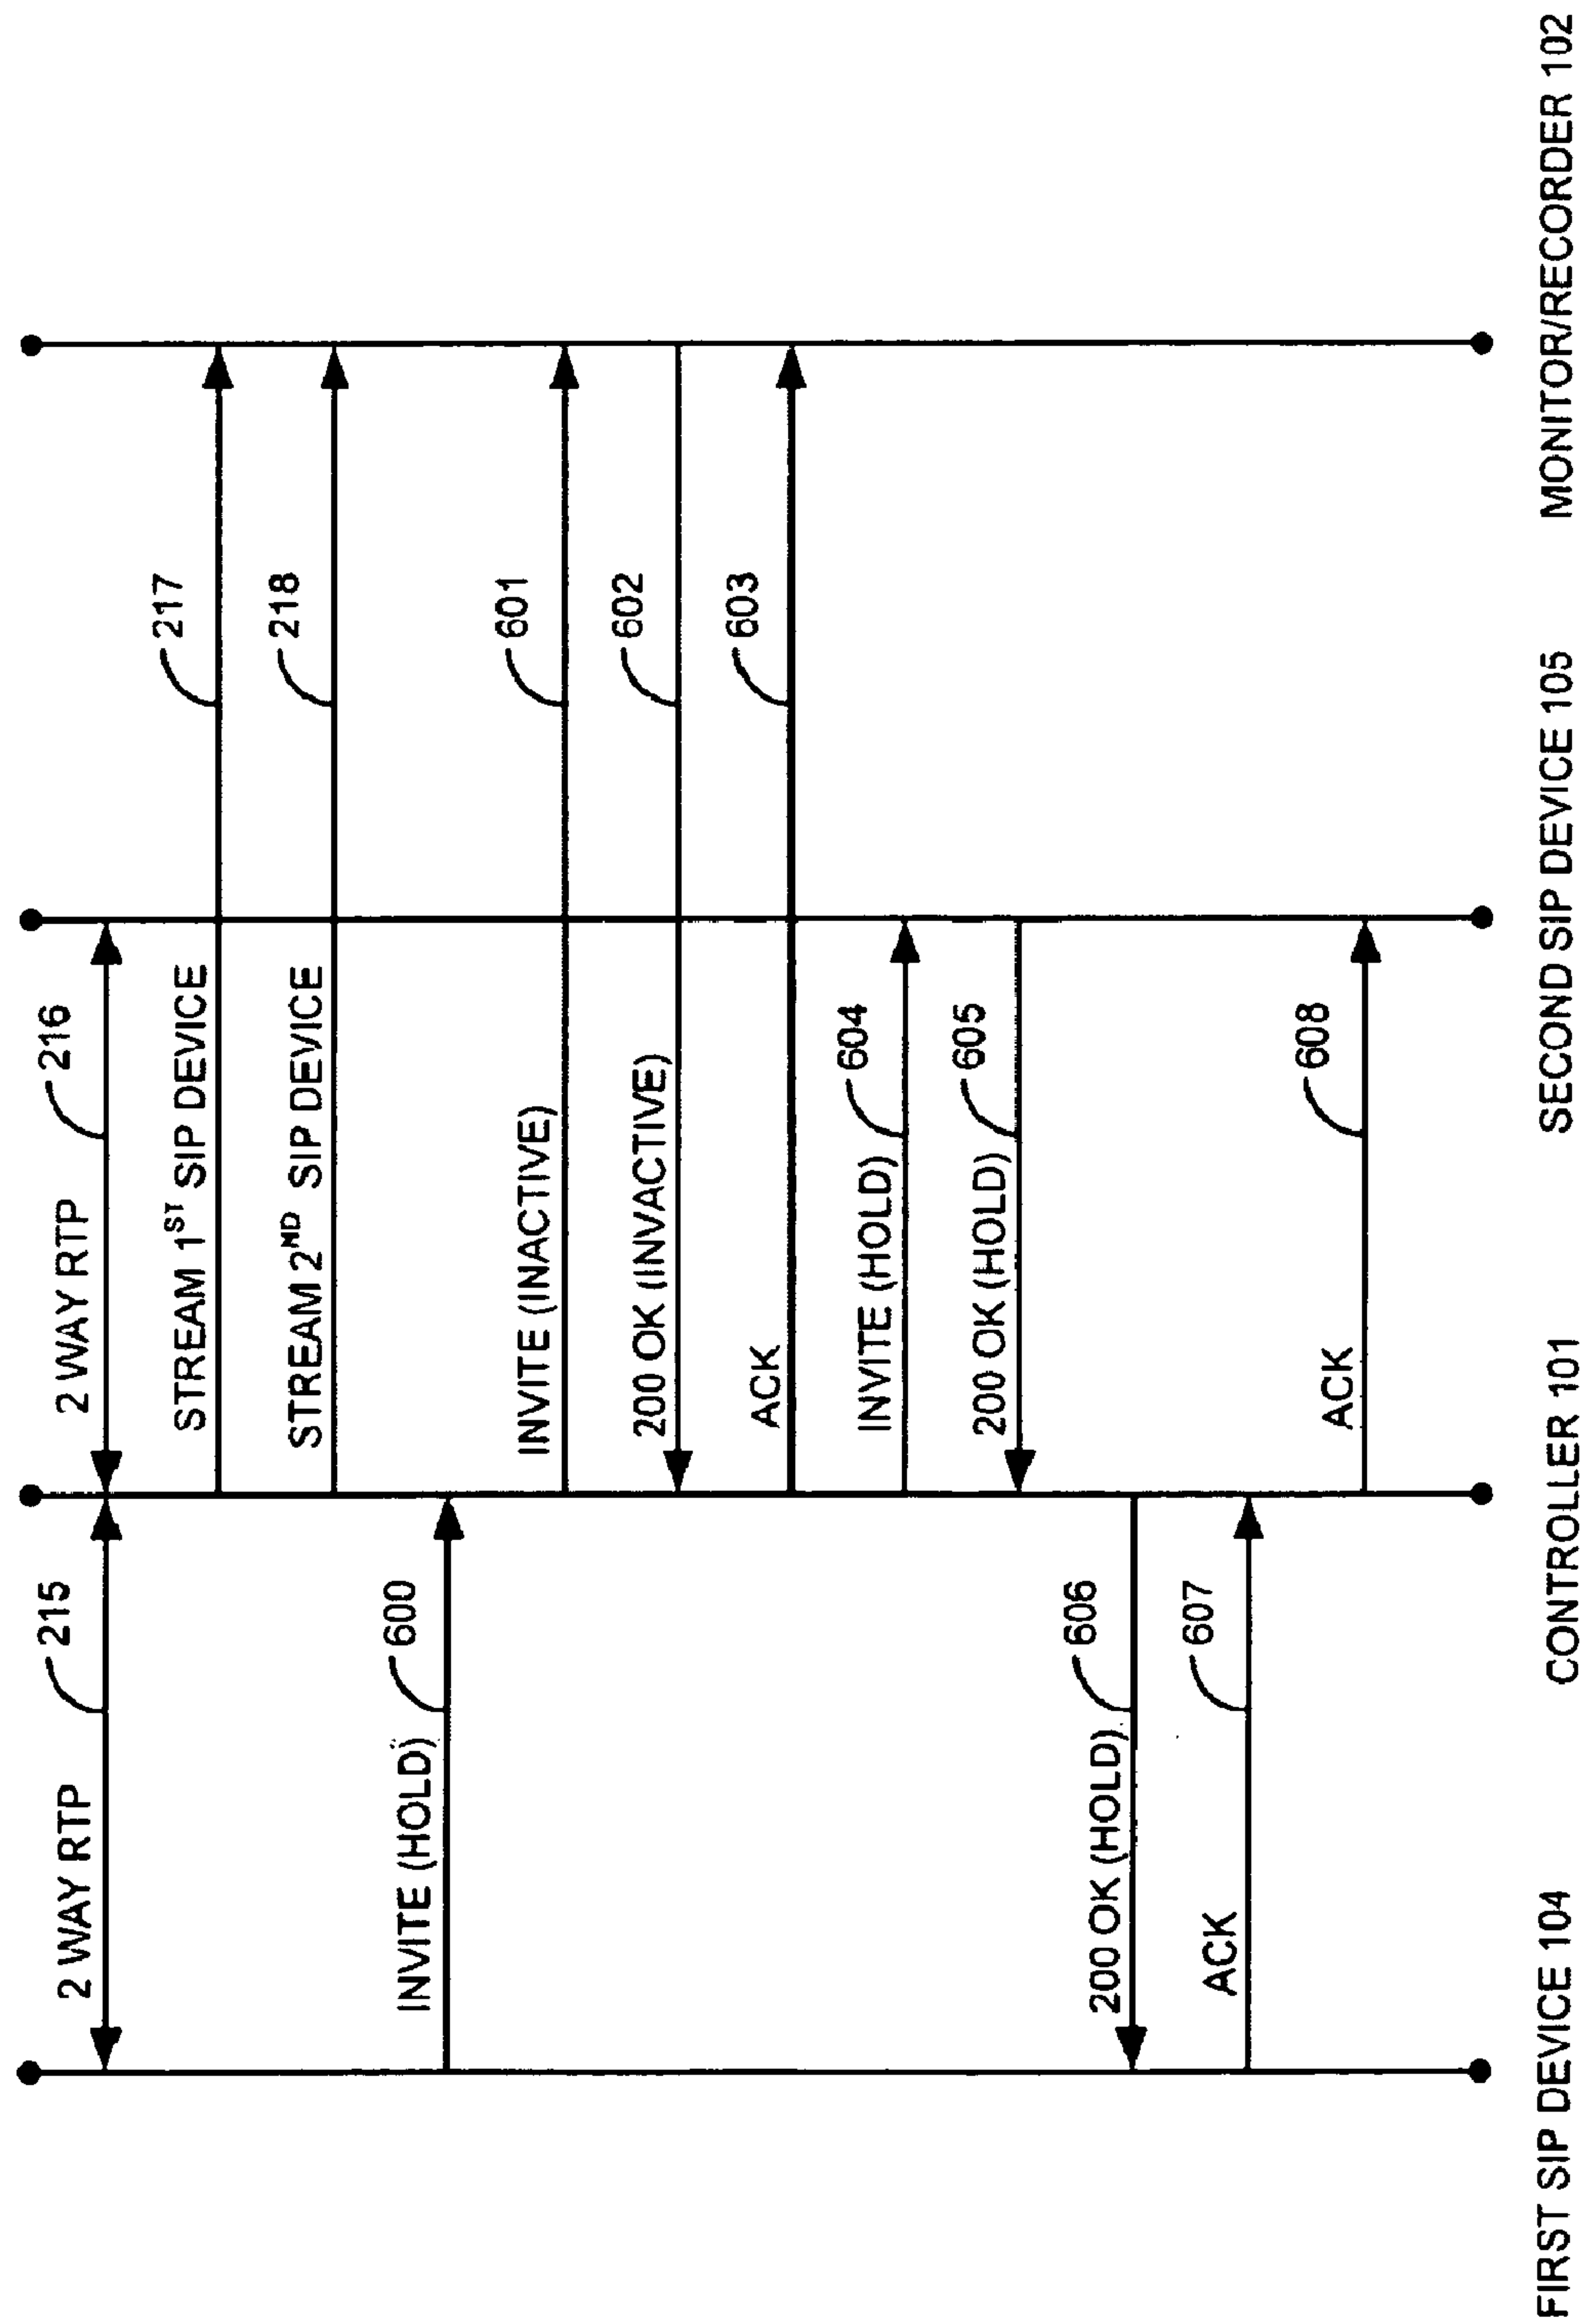 2 WAY RTP
215
2 WAY RTP
216
STREAM 1ST SIP DEVICE
217
STREAM 2ND SIP DEVICE
218
INVITE (HOLD)
600
INVITE (INACTIVE)
601
200 OK (INVACTIVE)
602
ACK
603
INVITE (HOLD)
604
200 OK (HOLD)
605
200 OK (HOLD)
606
ACK
607
ACK
608
FIRST SIP DEVICE 104
CONTROLLER 101
SECOND SIP DEVICE 105
MONITOR/RECORDER 102